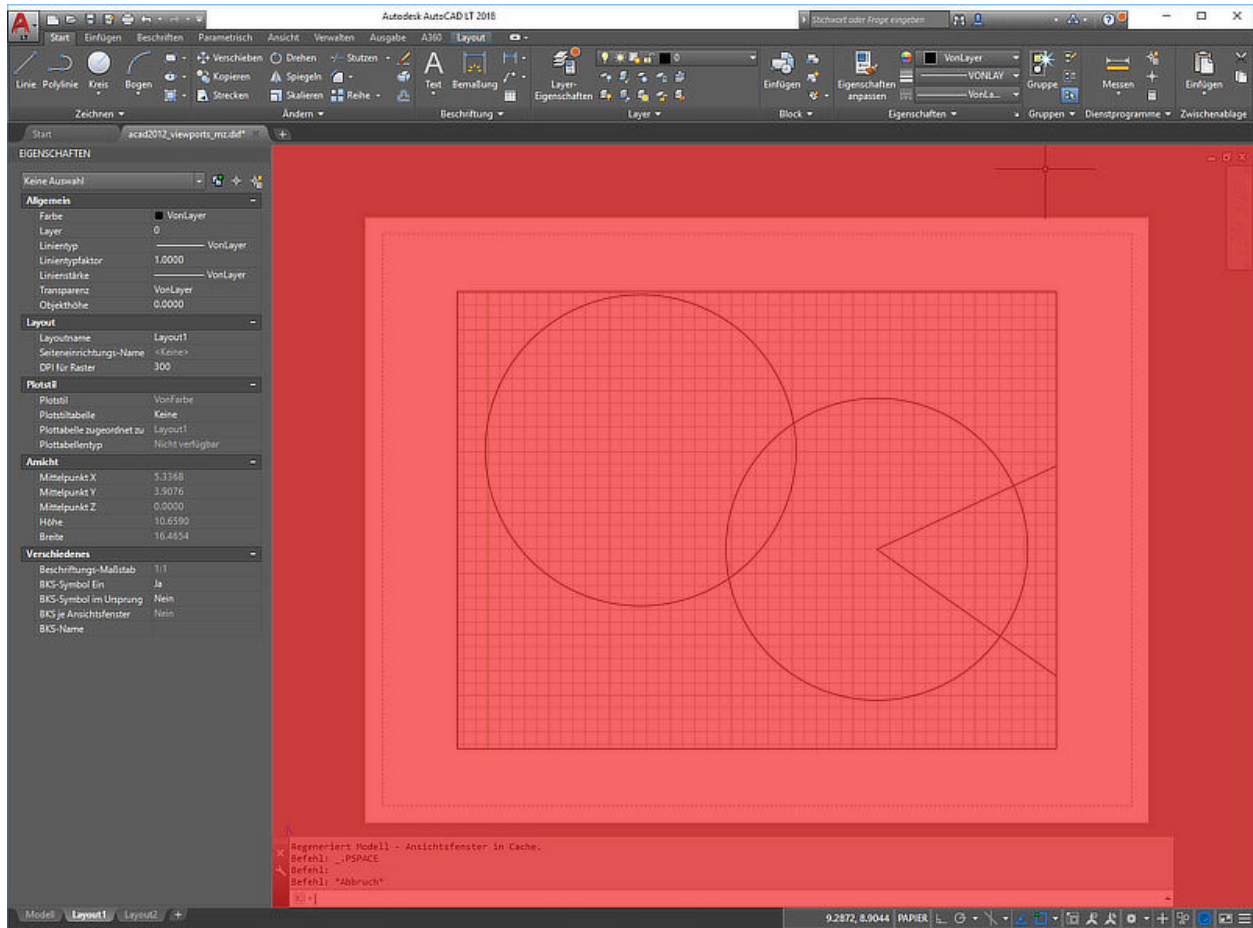 Autodesk AutoCAD LT 2018
Stichwort oder Frage eingeben
Start Einfügen Beschriften Parametrisch Ansicht Verwalten Ausgabe A360 Layout
Linie Polylinie Kreis Bogen
Verschieben Drehen Stutzen
Kopieren Spiegeln
Strecken Skalieren Reihe
Text Bemaßung
Layer-Eigenschaften
0
Einfügen
Eigenschaften anpassen
VonLayer
VONLAY
VonLa...
Gruppe
Messen
Einfügen
Zeichnen Ändern Beschriftung Layer Block Eigenschaften Gruppen Dienstprogramme Zwischenablage
Start acad2012_viewports_mz.dxf*
EIGENSCHAFTEN
Keine Auswahl
Allgemein
Farbe VonLayer
Layer 0
Linientyp VonLayer
Linientypfaktor 1.0000
Linienstärke VonLayer
Transparenz VonLayer
Objekthöhe 0.0000
Layout
Layoutname Layout1
Seiteneinrichtungs-Name <Keine>
DPI für Raster 300
Plotstil
Plotstil VonFarbe
Plotstiltabelle Keine
Plottabelle zugeordnet zu Layout1
Plottabellentyp Nicht verfügbar
Ansicht
Mittelpunkt X 5.3368
Mittelpunkt Y 3.9076
Mittelpunkt Z 0.0000
Höhe 10.6590
Breite 16.4654
Verschiedenes
Beschriftungs-Maßstab 1:1
BKS-Symbol Ein Ja
BKS-Symbol im Ursprung Nein
BKS je Ansichtsfenster Nein
BKS-Name
Regeneriert Modell - Ansichtsfenster in Cache.
Befehl: _.PSPACE
Befehl:
Befehl: *Abbruch*
Modell Layout1 Layout2 +
9.2872, 8.9044 PAPIER